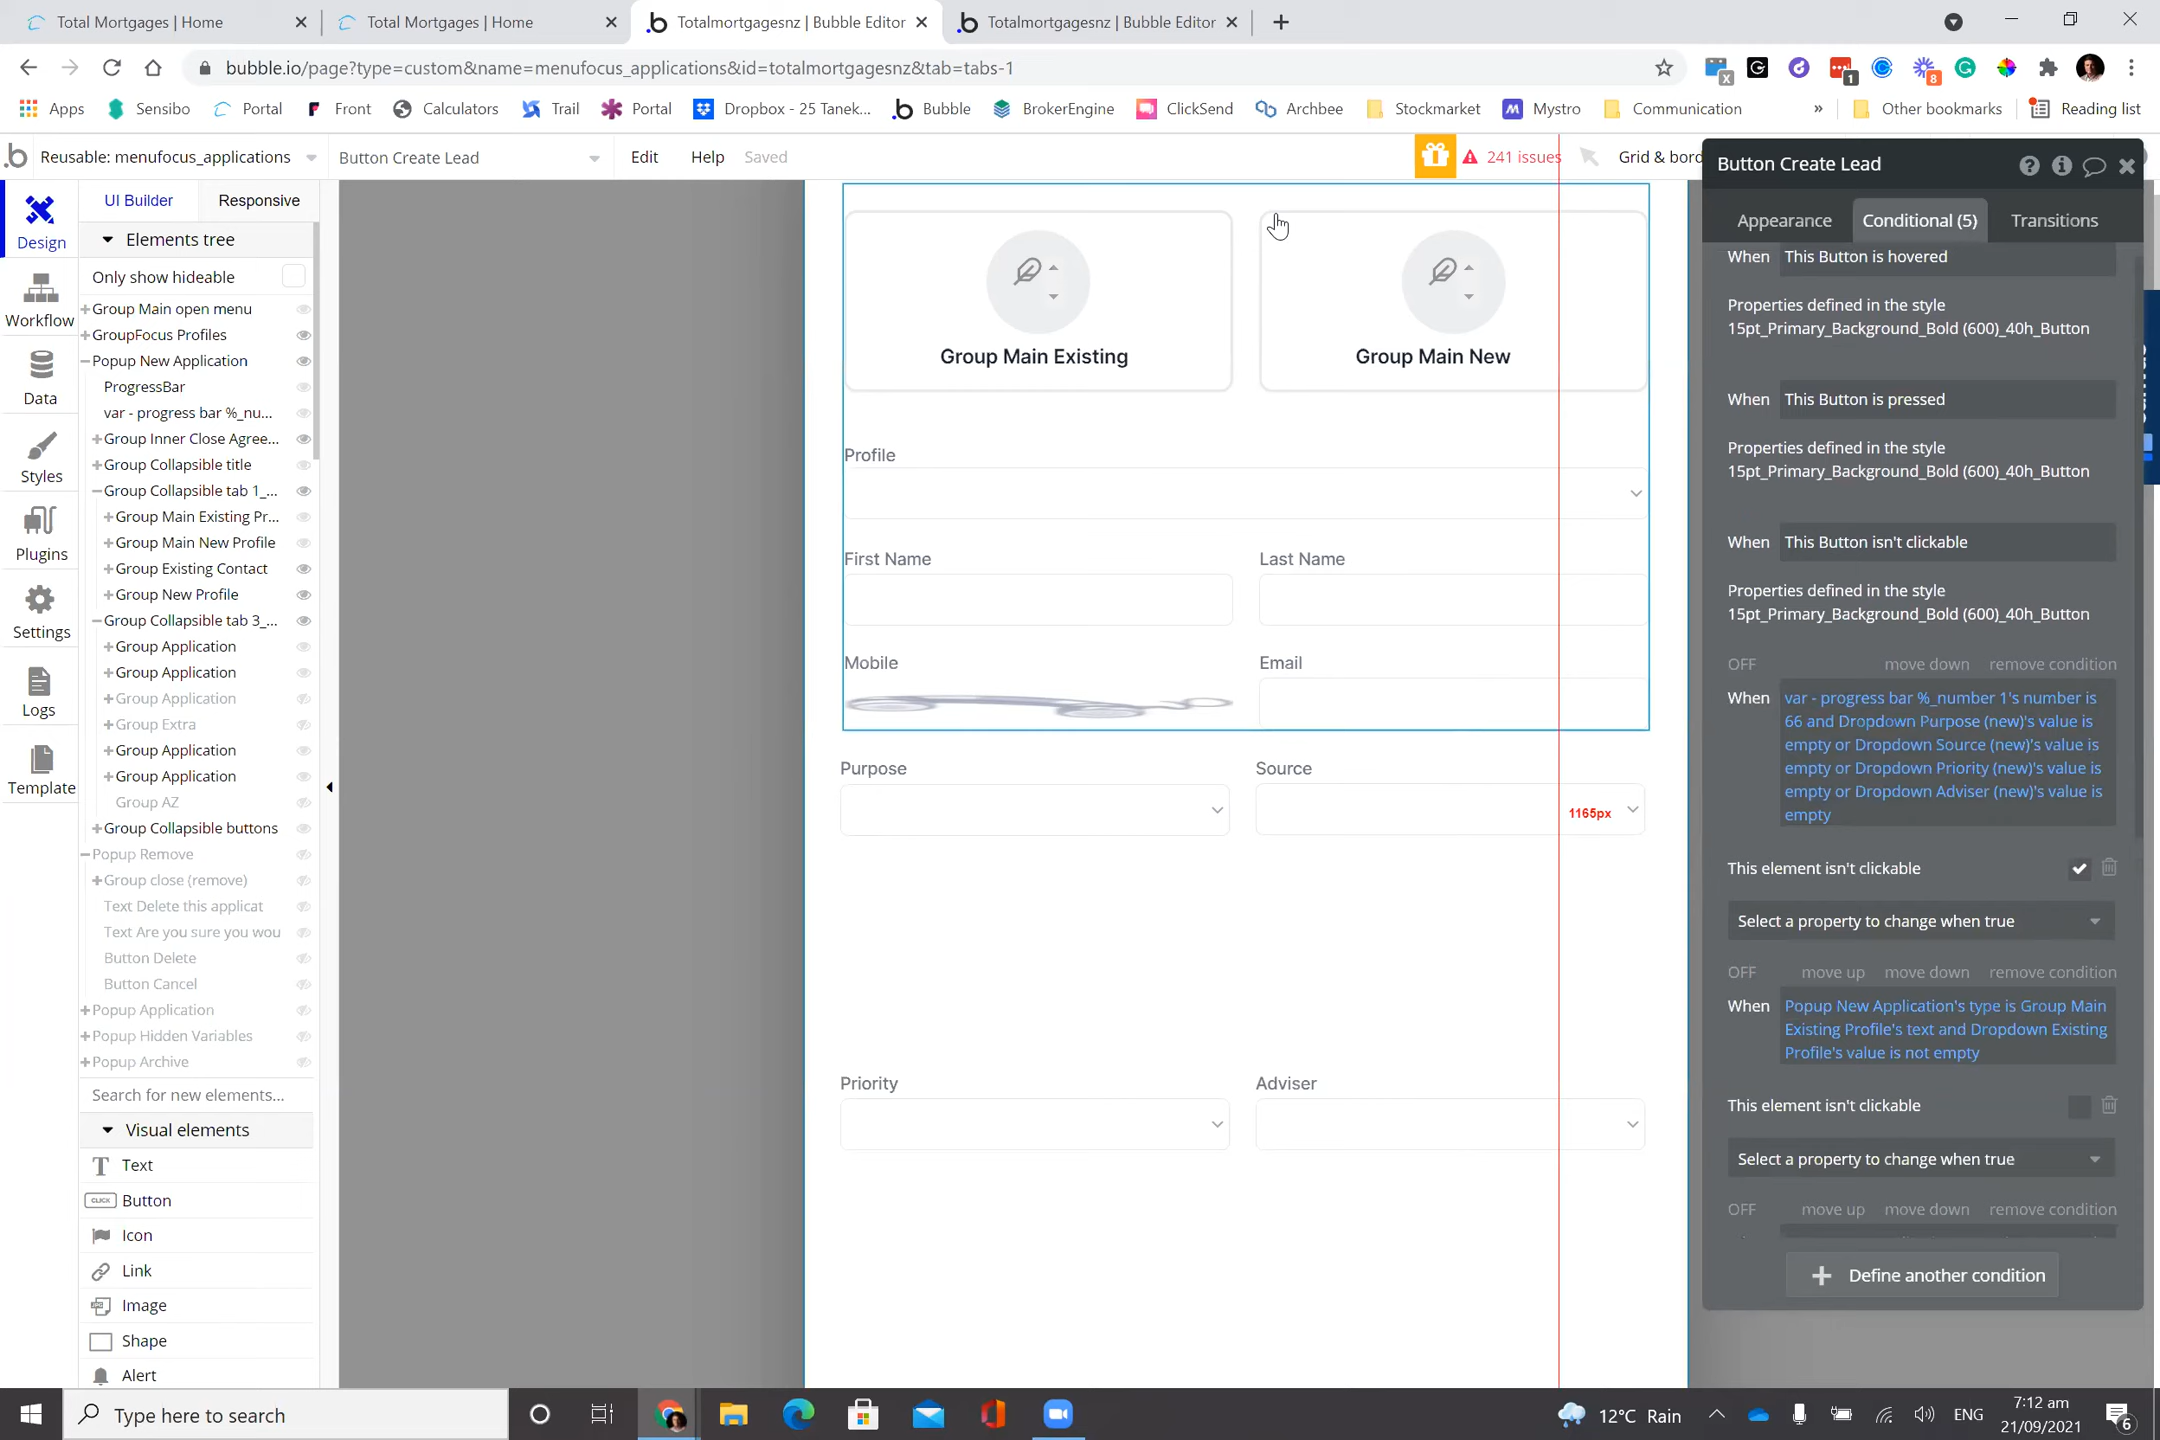 Total Mortgages | Home
Total Mortgages | Home
Totalmortgagesnz | Bubble Editor
Totalmortgagesnz | Bubble Editor
bubble.io/page?type=custom&name=menufocus_applications&id=totalmortgagesnz&tab=tabs-1
Apps Sensibo Portal Front Calculators Trail Portal Dropbox - 25 Tanek... Bubble BrokerEngine ClickSend Archbee Stockmarket Mystro Communication » Other bookmarks Reading list
Reusable: menufocus_applications Button Create Lead Edit Help Saved 241 issues Grid & bord
Design
Workflow
Data
Styles
Plugins
Settings
Logs
Template
UI Builder Responsive
Elements tree
Only show hideable
Group Main open menu
GroupFocus Profiles
Popup New Application
ProgressBar
var - progress bar %_nu...
Group Inner Close Agree...
Group Collapsible title
Group Collapsible tab 1_...
Group Main Existing Pr...
Group Main New Profile
Group Existing Contact
Group New Profile
Group Collapsible tab 3_...
Group Application
Group Application
Group Application
Group Extra
Group Application
Group Application
Group AZ
Group Collapsible buttons
Popup Remove
Group close (remove)
Text Delete this applicat
Text Are you sure you wou
Button Delete
Button Cancel
Popup Application
Popup Hidden Variables
Popup Archive
Search for new elements...
Visual elements
Text
Button
Icon
Link
Image
Shape
Alert
Group Main Existing
Group Main New
Profile
First Name Last Name
Mobile Email
Purpose Source
1165px
Priority Adviser
Button Create Lead
Appearance Conditional (5) Transitions
When This Button is hovered
Properties defined in the style
15pt_Primary_Background_Bold (600)_40h_Button
When This Button is pressed
Properties defined in the style
15pt_Primary_Background_Bold (600)_40h_Button
When This Button isn't clickable
Properties defined in the style
15pt_Primary_Background_Bold (600)_40h_Button
OFF move down remove condition
When var - progress bar %_number 1's number is
66 and Dropdown Purpose (new)'s value is
empty or Dropdown Source (new)'s value is
empty or Dropdown Priority (new)'s value is
empty or Dropdown Adviser (new)'s value is
empty
This element isn't clickable
Select a property to change when true
OFF move up move down remove condition
When Popup New Application's type is Group Main
Existing Profile's text and Dropdown Existing
Profile's value is not empty
This element isn't clickable
Select a property to change when true
OFF move up move down remove condition
Define another condition
Type here to search
12°C Rain
ENG
7:12 am
21/09/2021
6